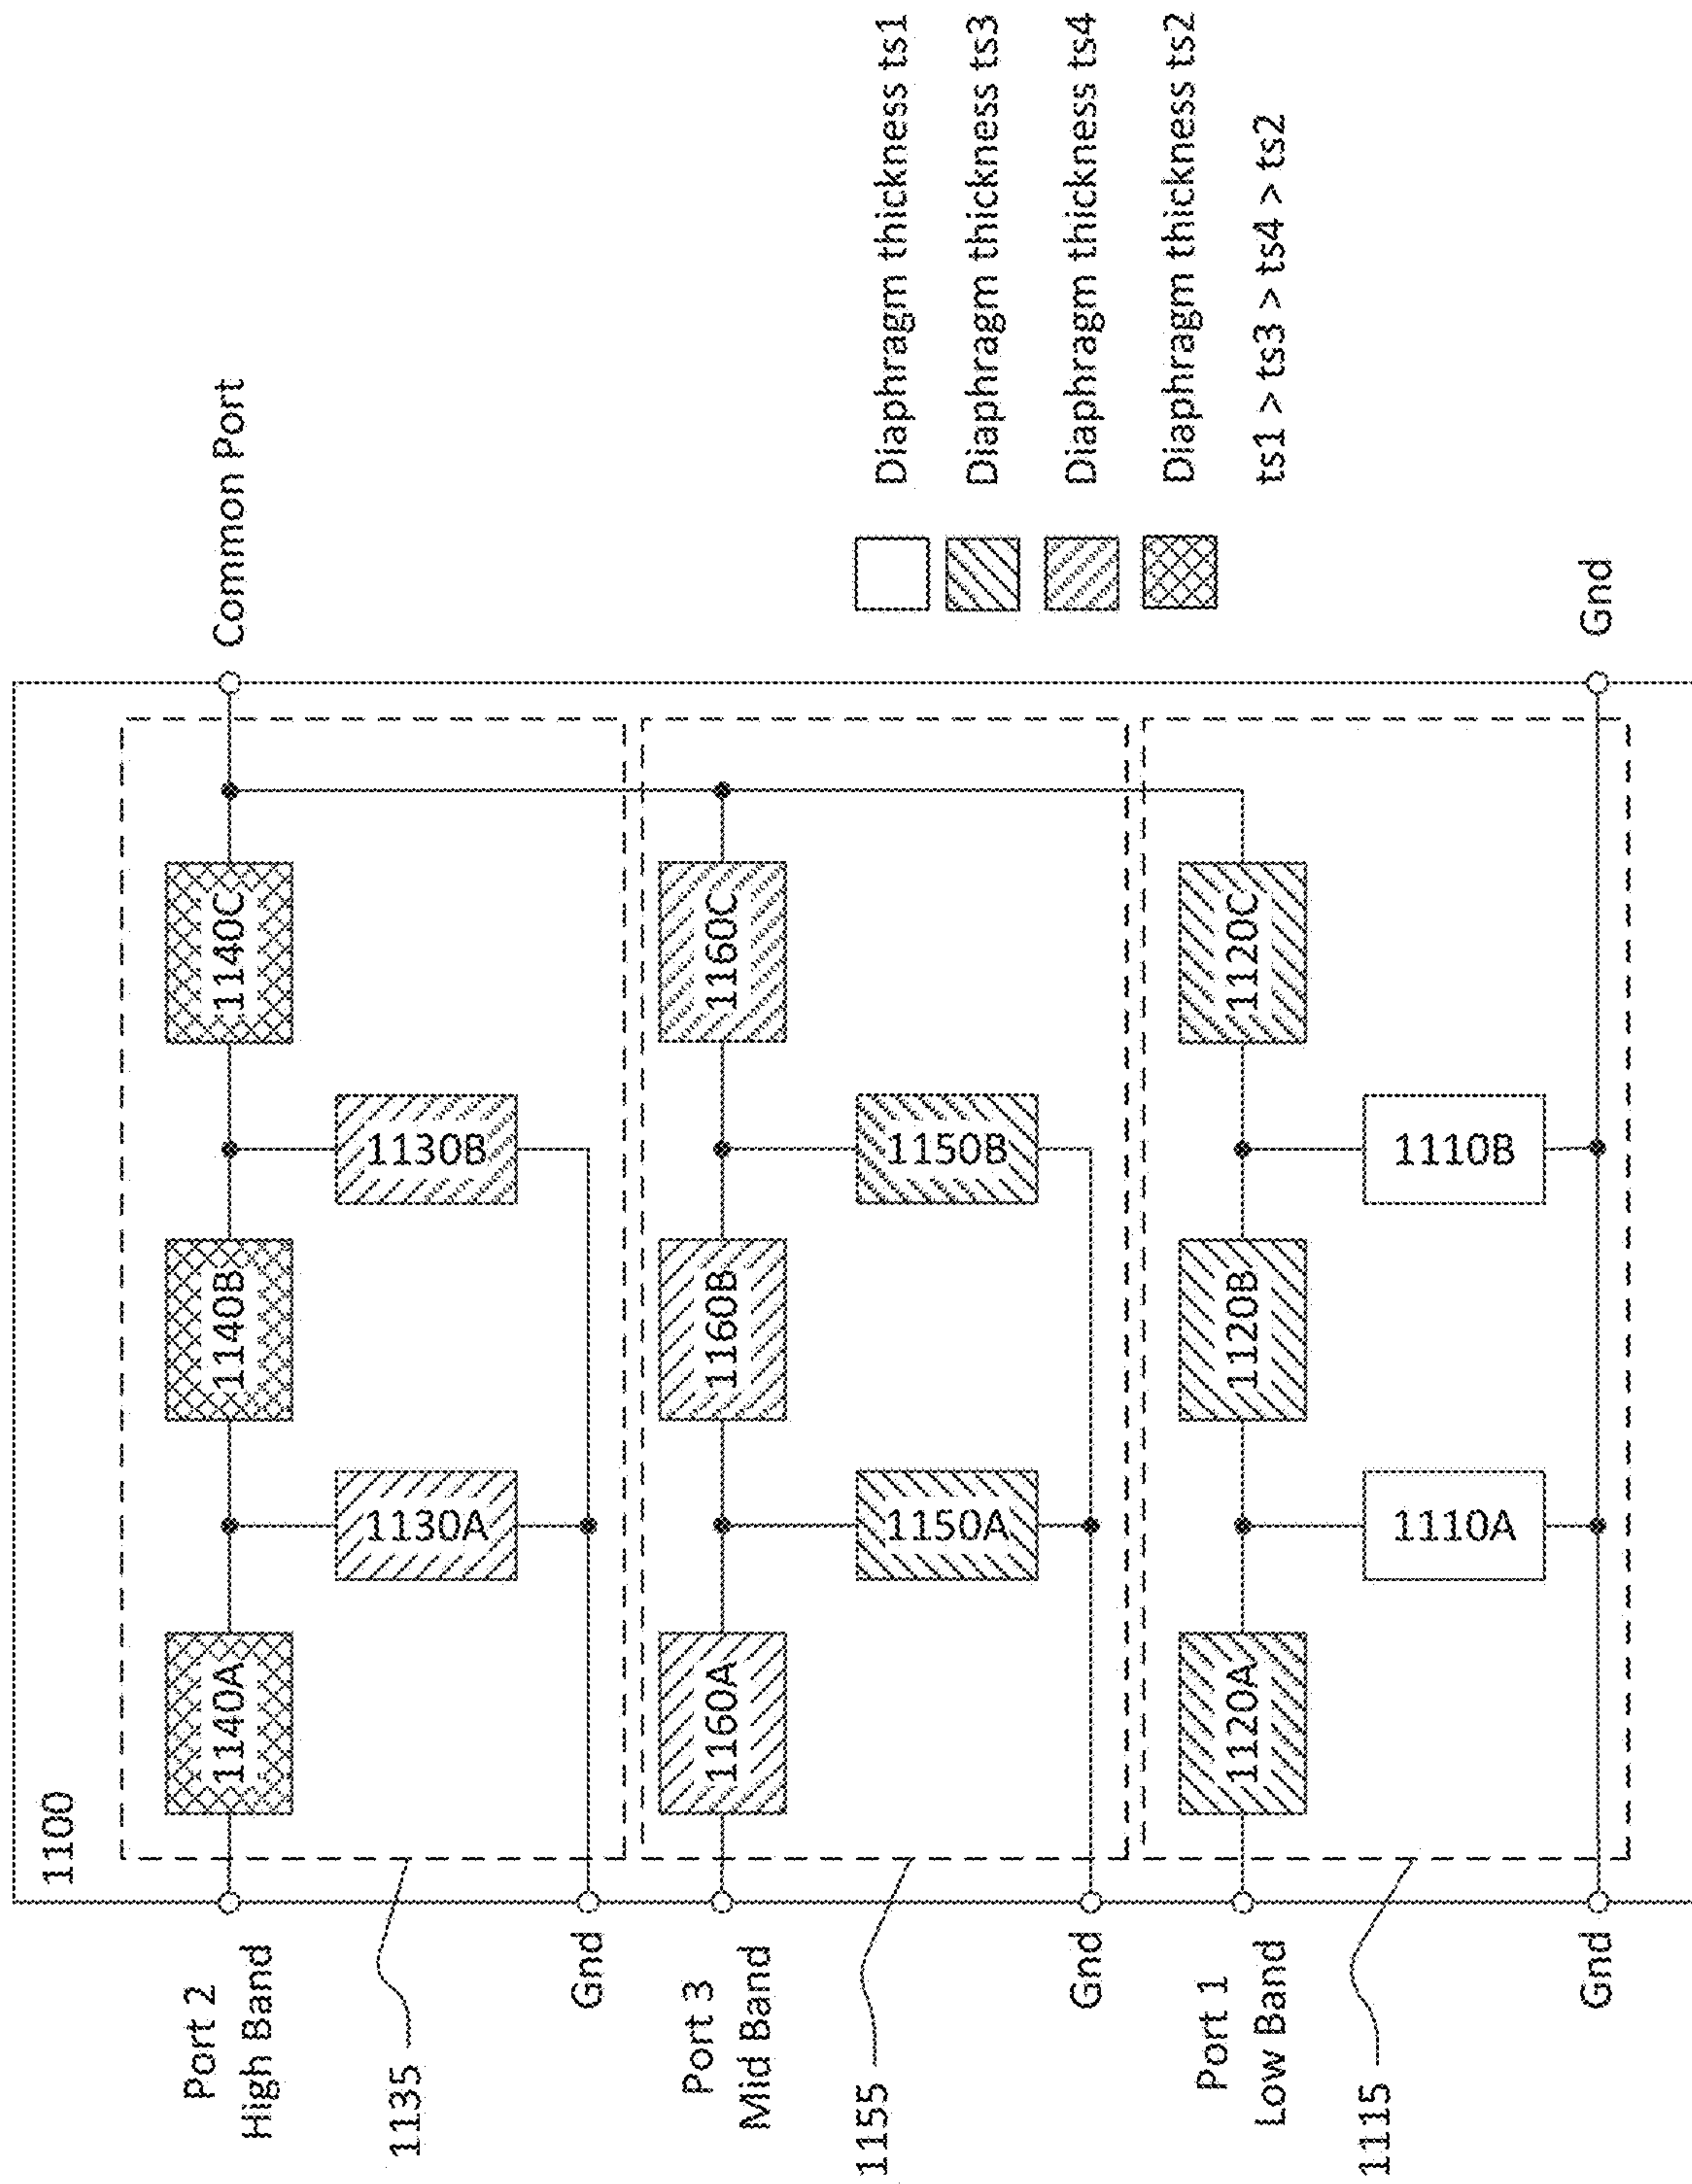 1100
Port 2
High Band
1140A
1140B
1140C
Common Port
1130A
1130B
1135
Gnd
Port 3
Mid Band
1160A
1160B
1160C
1150A
1150B
1155
Gnd
Port 1
Low Band
1120A
1120B
1120C
1110A
1110B
1115
Gnd
Gnd
Diaphragm thickness ts1
Diaphragm thickness ts3
Diaphragm thickness ts4
Diaphragm thickness ts2
ts1 > ts3 > ts4 > ts2